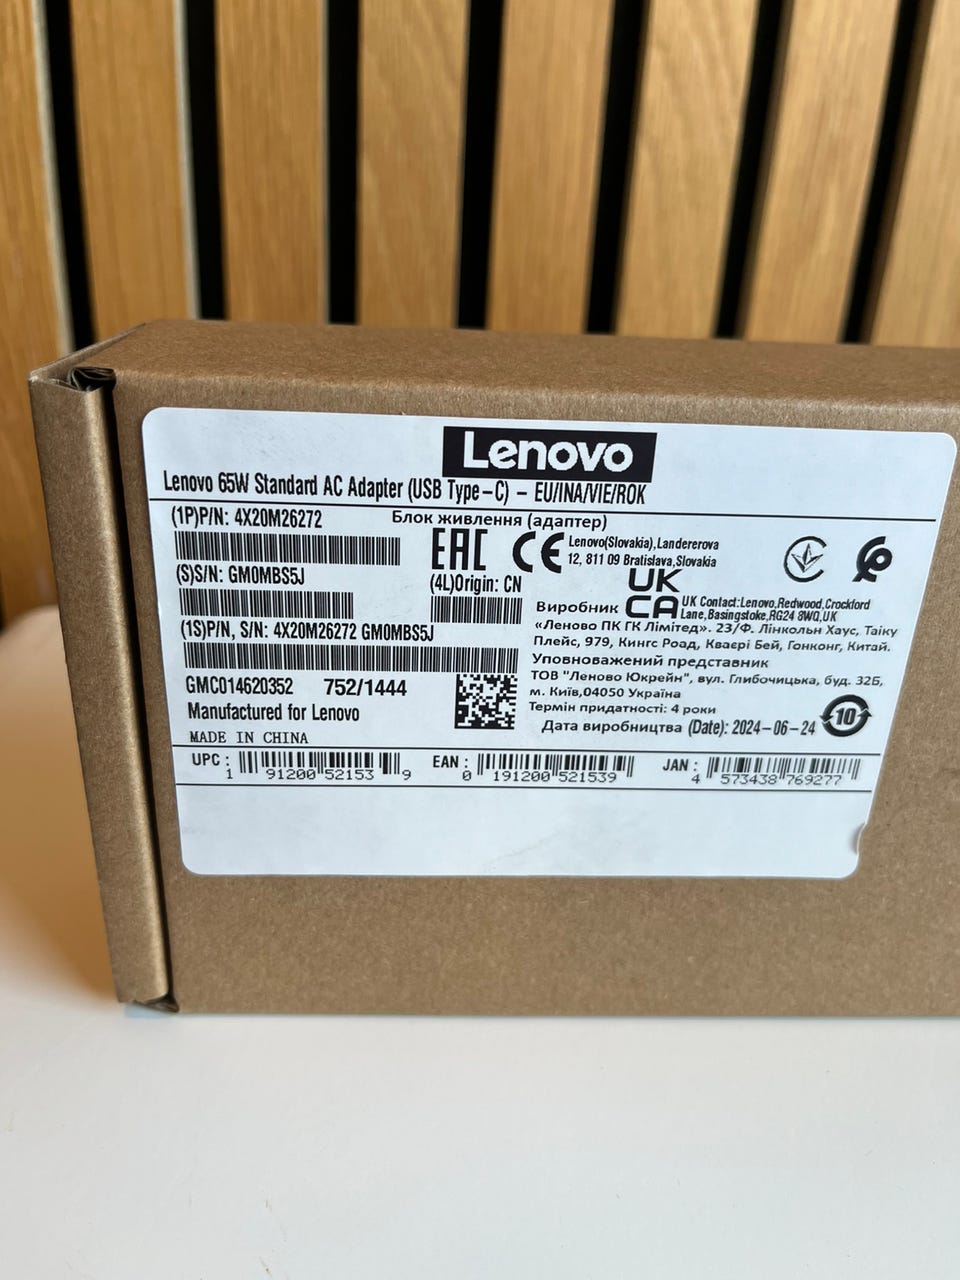 Lenovo
Lenovo 65W Standard AC Adapter (USB Type-C) - EU/INA/VIE/ROK
(1P)P/N: 4X20M26272
Блок живлення (адаптер)
(S)S/N: GM0MBS5J
EAC CE
Lenovo(Slovakia),Landererova
12, 811 09 Bratislava,Slovakia
(4L)Origin: CN
UK
CA
UK Contact:Lenovo,Redwood,Crockford
Lane,Basingstoke,RG24 8WQ,UK
(1S)P/N, S/N: 4X20M26272 GM0MBS5J
Виробник
«Леново ПК ГК Лімітед». 23/Ф. Лінкольн Хаус, Таіку
Плейс, 979, Кингс Роад, Кваєрі Бей, Гонконг, Китай.
Уповноважений представник
ТОВ "Леново Юкрейн", вул. Глибочицька, буд. 32Б,
м. Київ,04050 Україна
Термін придатності: 4 роки
Дата виробництва (Date): 2024-06-24
10
GMC014620352 752/1444
Manufactured for Lenovo
MADE IN CHINA
UPC : 1 91200 52153 9
EAN : 0 191200 521539
JAN : 4 573438 769277